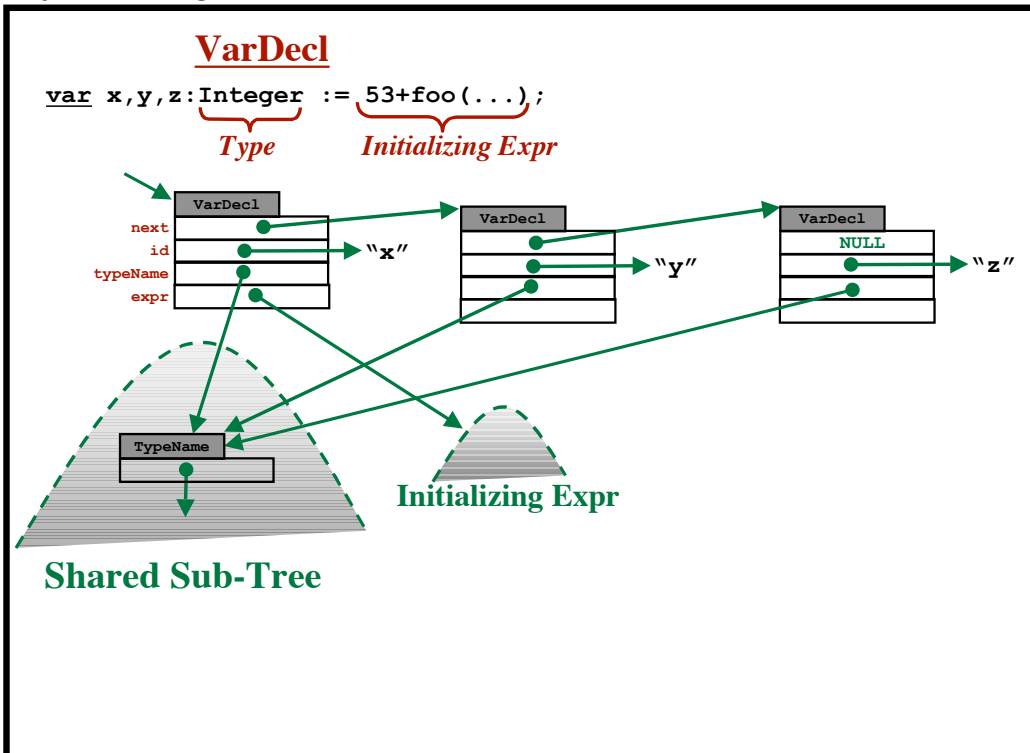 VarDecl
var x,y,z:Integer := 53+foo(...);
Type Initializing Expr
VarDecl VarDecl VarDecl
next
NULL
id “x” “y” “z”
typeName
expr
TypeName
Initializing Expr
Shared Sub-Tree